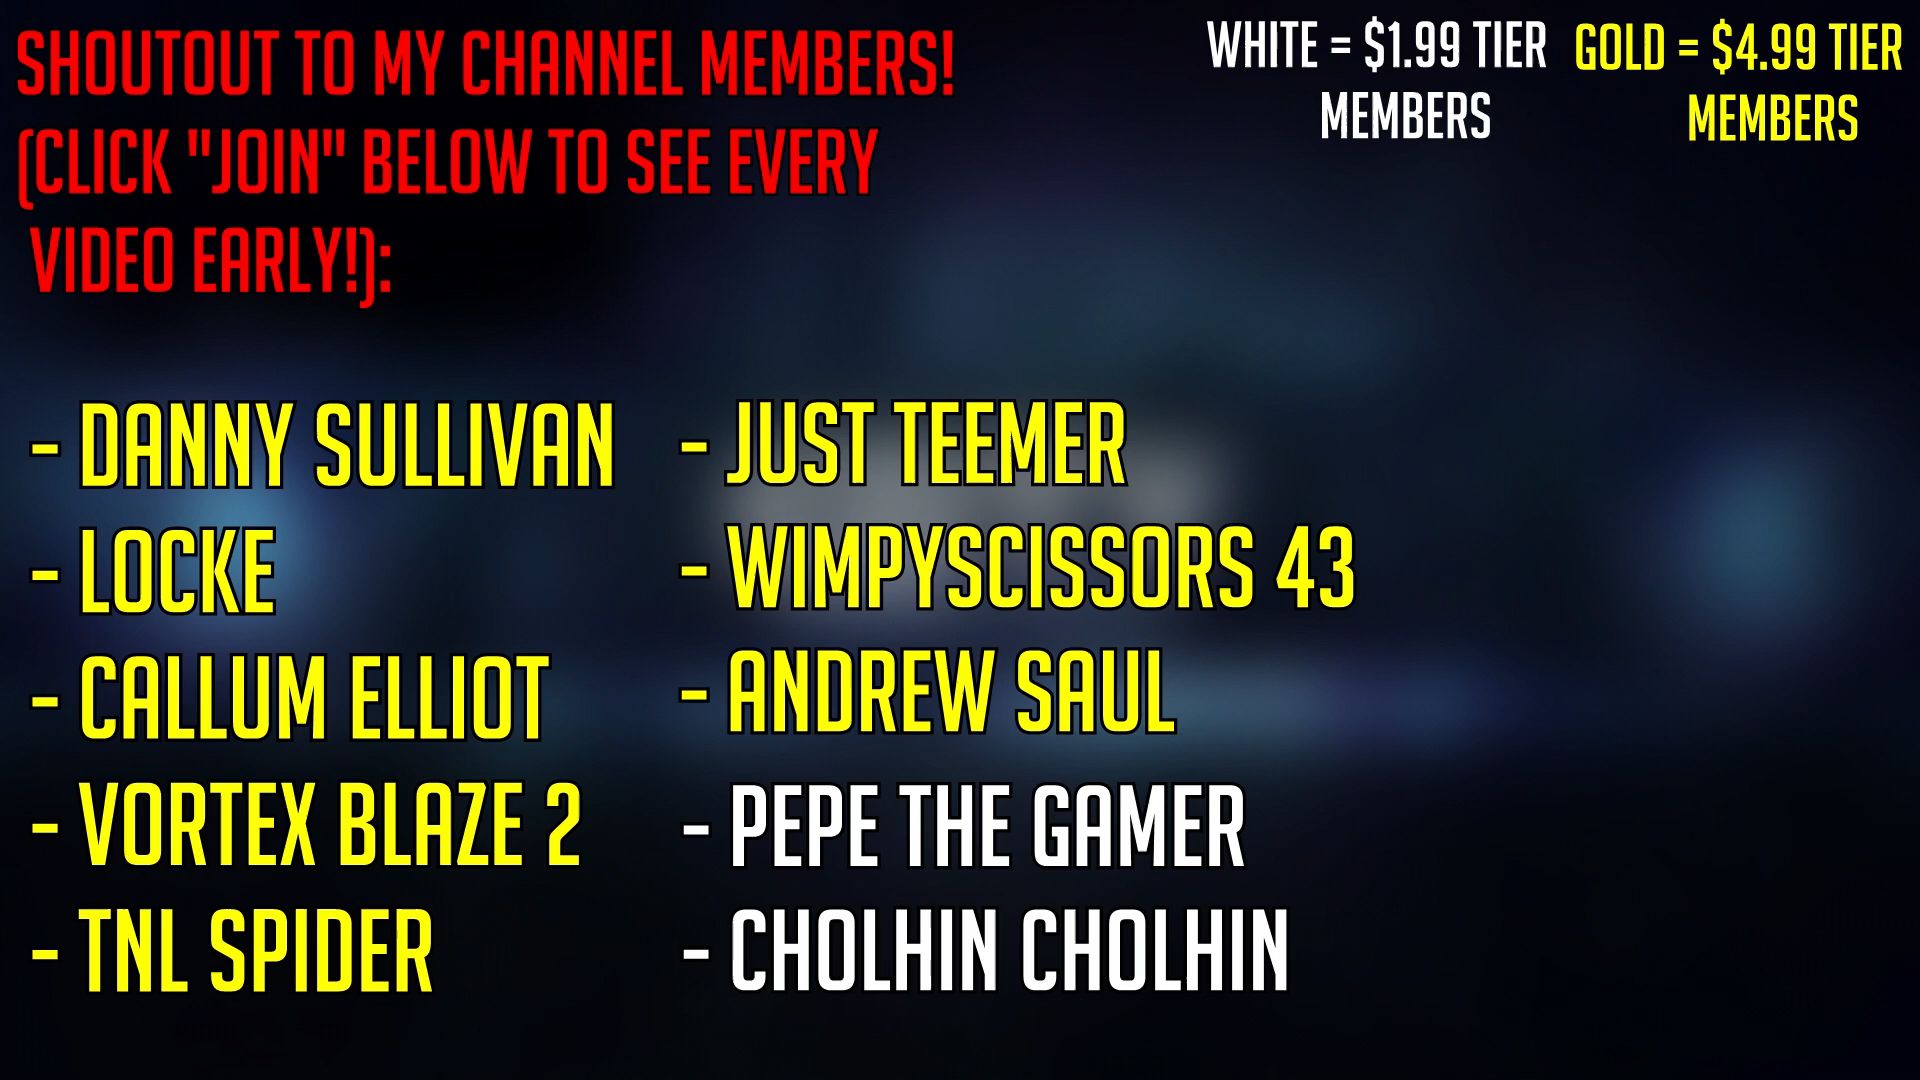 SHOUTOUT TO MY CHANNEL MEMBERS!
(CLICK "JOIN" BELOW TO SEE EVERY
VIDEO EARLY!):
WHITE = $1.99 TIER
MEMBERS
GOLD = $4.99 TIER
MEMBERS
- DANNY SULLIVAN
- LOCKE
- CALLUM ELLIOT
- VORTEX BLAZE 2
- TNL SPIDER
- JUST TEEMER
- WIMPYSCISSORS 43
- ANDREW SAUL
- PEPE THE GAMER
- CHOLHIN CHOLHIN